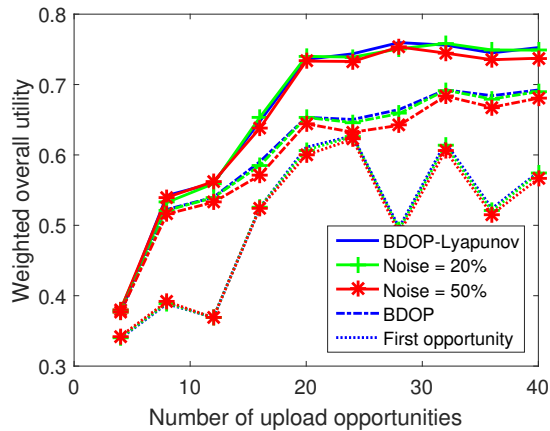 Weighted overall utility
0.8
0.7
0.6
0.5
0.4
0.3
0
10
20
30
40
Number of upload opportunities
BDOP-Lyapunov
Noise = 20%
Noise = 50%
BDOP
First opportunity